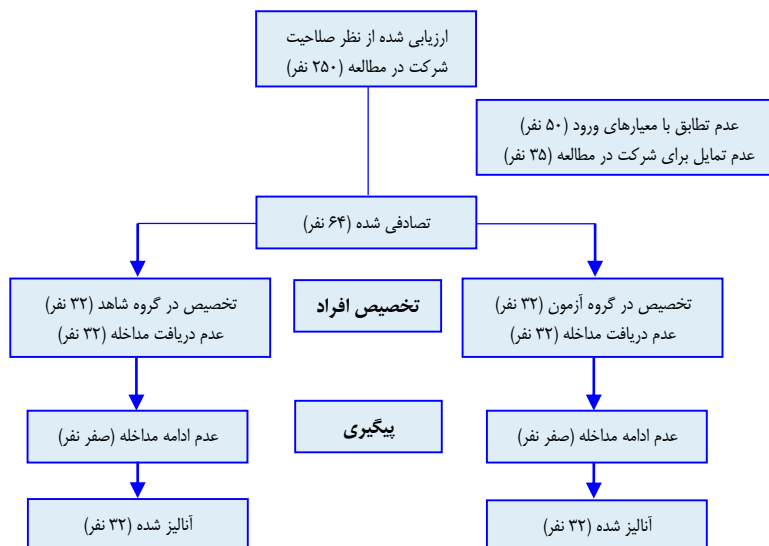 ارزیابی شده از نظر صلاحیت
شرکت در مطالعه (۲۵۰ نفر)
عدم تطابق با معیارهای ورود (۵۰ نفر)
عدم تمایل برای شرکت در مطالعه (۳۵ نفر)
تصادفی شده (۶۴ نفر)
تخصیص در گروه آزمون (۳۲ نفر)
عدم دریافت مداخله (۳۲ نفر)
تخصیص افراد
تخصیص در گروه شاهد (۳۲ نفر)
عدم دریافت مداخله (۳۲ نفر)
عدم ادامه مداخله (صفر نفر)
پیگیری
عدم ادامه مداخله (صفر نفر)
آنالیز شده (۳۲ نفر)
آنالیز شده (۳۲ نفر)